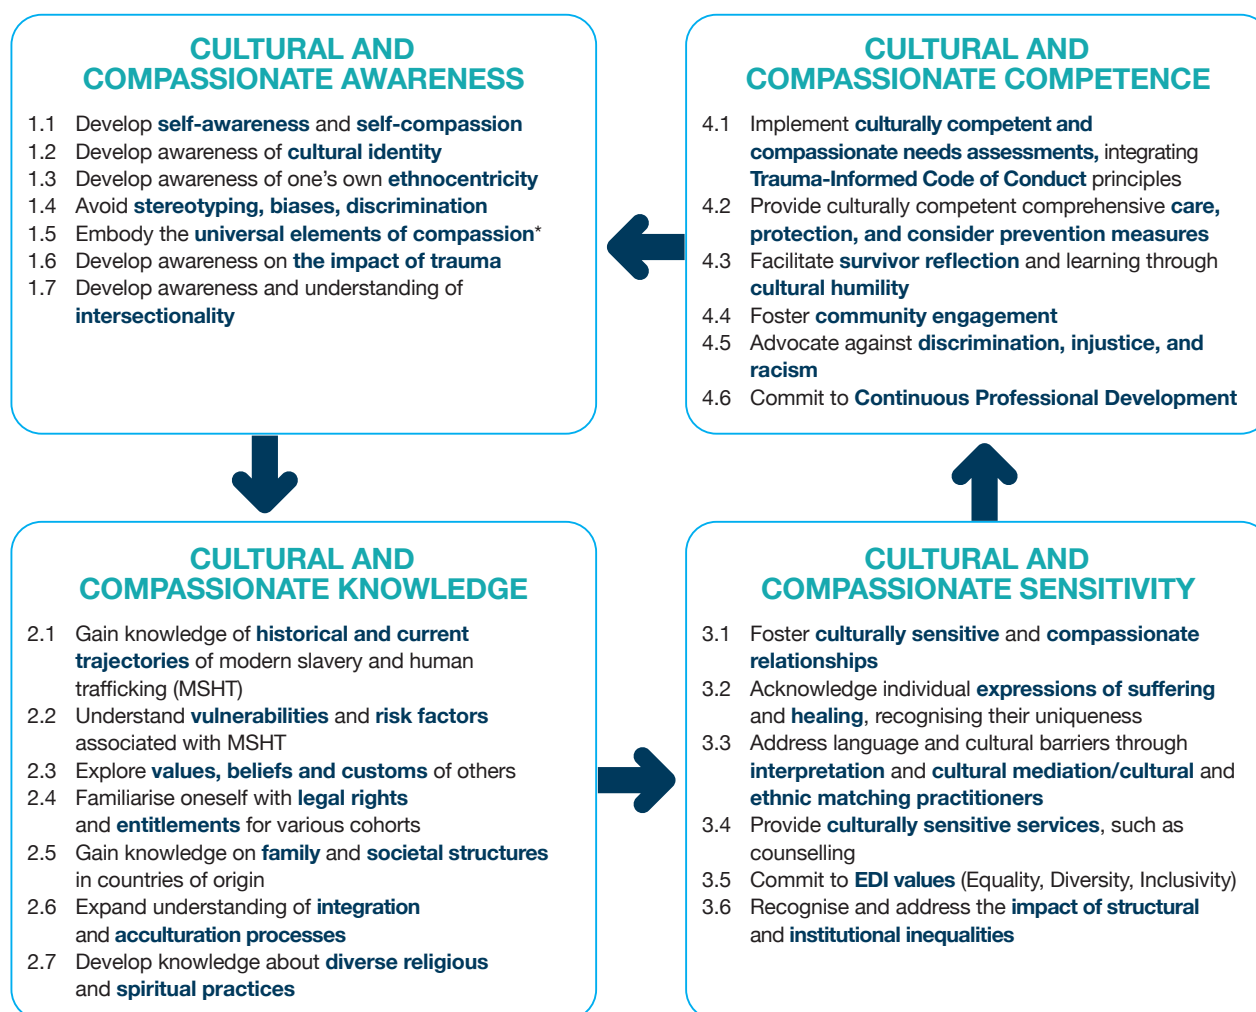 CULTURAL AND
COMPASSIONATE AWARENESS
1.1 Develop self-awareness and self-compassion
1.2 Develop awareness of cultural identity
1.3 Develop awareness of one's own ethnocentricity
1.4 Avoid stereotyping, biases, discrimination
1.5 Embody the universal elements of compassion*
1.6 Develop awareness on the impact of trauma
1.7 Develop awareness and understanding of
intersectionality
CULTURAL AND
COMPASSIONATE KNOWLEDGE
2.1 Gain knowledge of historical and current
trajectories of modern slavery and human
trafficking (MSHT)
2.2 Understand vulnerabilities and risk factors
associated with MSHT
2.3 Explore values, beliefs and customs of others
2.4 Familiarise oneself with legal rights
and entitlements for various cohorts
2.5 Gain knowledge on family and societal structures
in countries of origin
2.6 Expand understanding of integration
and acculturation processes
2.7 Develop knowledge about diverse religious
and spiritual practices
CULTURAL AND
COMPASSIONATE SENSITIVITY
3.1 Foster culturally sensitive and compassionate
relationships
3.2 Acknowledge individual expressions of suffering
and healing, recognising their uniqueness
3.3 Address language and cultural barriers through
interpretation and cultural mediation/cultural and
ethnic matching practitioners
3.4 Provide culturally sensitive services, such as
counselling
3.5 Commit to EDI values (Equality, Diversity, Inclusivity)
3.6 Recognise and address the impact of structural
and institutional inequalities
CULTURAL AND
COMPASSIONATE COMPETENCE
4.1 Implement culturally competent and
compassionate needs assessments, integrating
Trauma-Informed Code of Conduct principles
4.2 Provide culturally competent comprehensive care,
protection, and consider prevention measures
4.3 Facilitate survivor reflection and learning through
cultural humility
4.4 Foster community engagement
4.5 Advocate against discrimination, injustice, and
racism
4.6 Commit to Continuous Professional Development